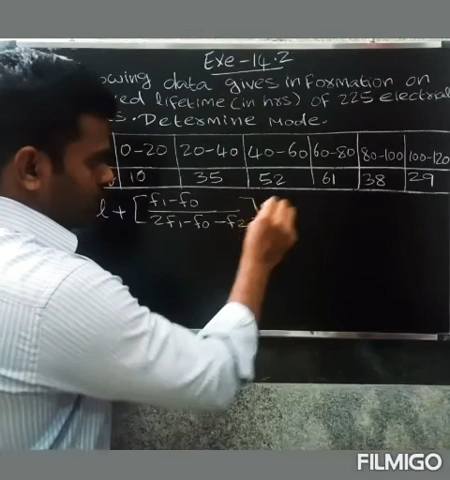 Exe-14.2
owing data gives information on
ed lifetime (in hrs) of 225 electrial
s. Determine Mode.
0-20 20-40 40-60 60-80 80-100 100-120
10 35 52 61 38 29
l + [f₁-f₀ / 2f₁-f₀-f₂]
FILMIGO